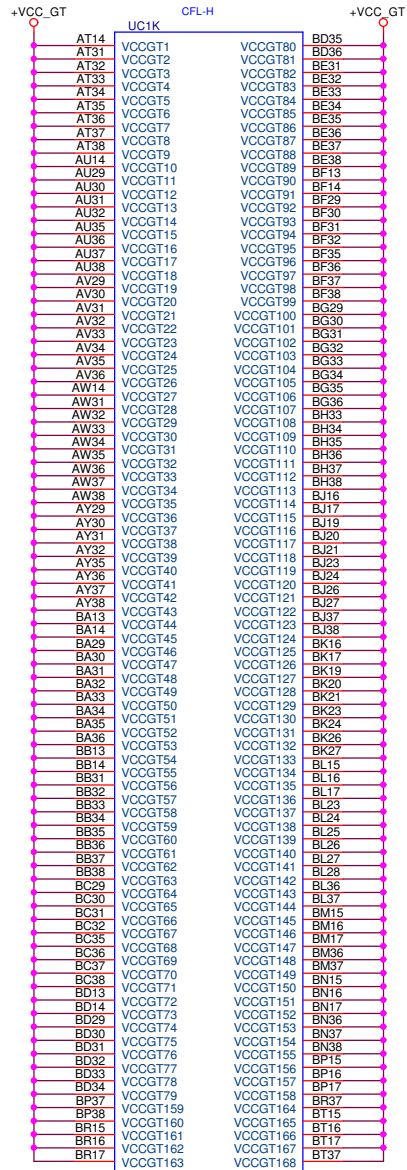 +VCC_GT CFL-H +VCC_GT
UC1K
AT14 VCCGT1 VCCGT80 BD35
AT31 VCCGT2 VCCGT81 BD36
AT32 VCCGT3 VCCGT82 BE31
AT33 VCCGT4 VCCGT83 BE32
AT34 VCCGT5 VCCGT84 BE33
AT35 VCCGT6 VCCGT85 BE34
AT36 VCCGT7 VCCGT86 BE35
AT37 VCCGT8 VCCGT87 BE36
AT38 VCCGT9 VCCGT88 BE37
AU14 VCCGT10 VCCGT89 BE38
AU29 VCCGT11 VCCGT90 BF13
AU30 VCCGT12 VCCGT91 BF14
AU31 VCCGT13 VCCGT92 BF29
AU32 VCCGT14 VCCGT93 BF30
AU35 VCCGT15 VCCGT94 BF31
AU36 VCCGT16 VCCGT95 BF32
AU37 VCCGT17 VCCGT96 BF35
AU38 VCCGT18 VCCGT97 BF36
AV29 VCCGT19 VCCGT98 BF37
AV30 VCCGT20 VCCGT99 BF38
AV31 VCCGT21 VCCGT100 BG29
AV32 VCCGT22 VCCGT101 BG30
AV33 VCCGT23 VCCGT102 BG31
AV34 VCCGT24 VCCGT103 BG32
AV35 VCCGT25 VCCGT104 BG33
AV36 VCCGT26 VCCGT105 BG34
AW14 VCCGT27 VCCGT106 BG35
AW31 VCCGT28 VCCGT107 BG36
AW32 VCCGT29 VCCGT108 BH33
AW33 VCCGT30 VCCGT109 BH34
AW34 VCCGT31 VCCGT110 BH35
AW35 VCCGT32 VCCGT111 BH36
AW36 VCCGT33 VCCGT112 BH37
AW37 VCCGT34 VCCGT113 BH38
AW38 VCCGT35 VCCGT114 BJ16
AY29 VCCGT36 VCCGT115 BJ17
AY30 VCCGT37 VCCGT116 BJ19
AY31 VCCGT38 VCCGT117 BJ20
AY32 VCCGT39 VCCGT118 BJ21
AY35 VCCGT40 VCCGT119 BJ23
AY36 VCCGT41 VCCGT120 BJ24
AY37 VCCGT42 VCCGT121 BJ26
AY38 VCCGT43 VCCGT122 BJ27
BA13 VCCGT44 VCCGT123 BJ37
BA14 VCCGT45 VCCGT124 BJ38
BA29 VCCGT46 VCCGT125 BK16
BA30 VCCGT47 VCCGT126 BK17
BA31 VCCGT48 VCCGT127 BK19
BA32 VCCGT49 VCCGT128 BK20
BA33 VCCGT50 VCCGT129 BK21
BA34 VCCGT51 VCCGT130 BK23
BA35 VCCGT52 VCCGT131 BK24
BA36 VCCGT53 VCCGT132 BK26
BB13 VCCGT54 VCCGT133 BK27
BB14 VCCGT55 VCCGT134 BL15
BB31 VCCGT56 VCCGT135 BL16
BB32 VCCGT57 VCCGT136 BL17
BB33 VCCGT58 VCCGT137 BL23
BB34 VCCGT59 VCCGT138 BL24
BB35 VCCGT60 VCCGT139 BL25
BB36 VCCGT61 VCCGT140 BL26
BB37 VCCGT62 VCCGT141 BL27
BB38 VCCGT63 VCCGT142 BL28
BC29 VCCGT64 VCCGT143 BL36
BC30 VCCGT65 VCCGT144 BL37
BC31 VCCGT66 VCCGT145 BM15
BC32 VCCGT67 VCCGT146 BM16
BC35 VCCGT68 VCCGT147 BM17
BC36 VCCGT69 VCCGT148 BM36
BC37 VCCGT70 VCCGT149 BM37
BC38 VCCGT71 VCCGT150 BN15
BD13 VCCGT72 VCCGT151 BN16
BD14 VCCGT73 VCCGT152 BN17
BD29 VCCGT74 VCCGT153 BN36
BD30 VCCGT75 VCCGT154 BN37
BD31 VCCGT76 VCCGT155 BN38
BD32 VCCGT77 VCCGT156 BP15
BD33 VCCGT78 VCCGT157 BP16
BD34 VCCGT79 VCCGT158 BP17
BP37 VCCGT159 VCCGT164 BR37
BP38 VCCGT160 VCCGT165 BT15
BR15 VCCGT161 VCCGT166 BT16
BR16 VCCGT162 VCCGT167 BT17
BR17 VCCGT163 VCCGT168 BT37